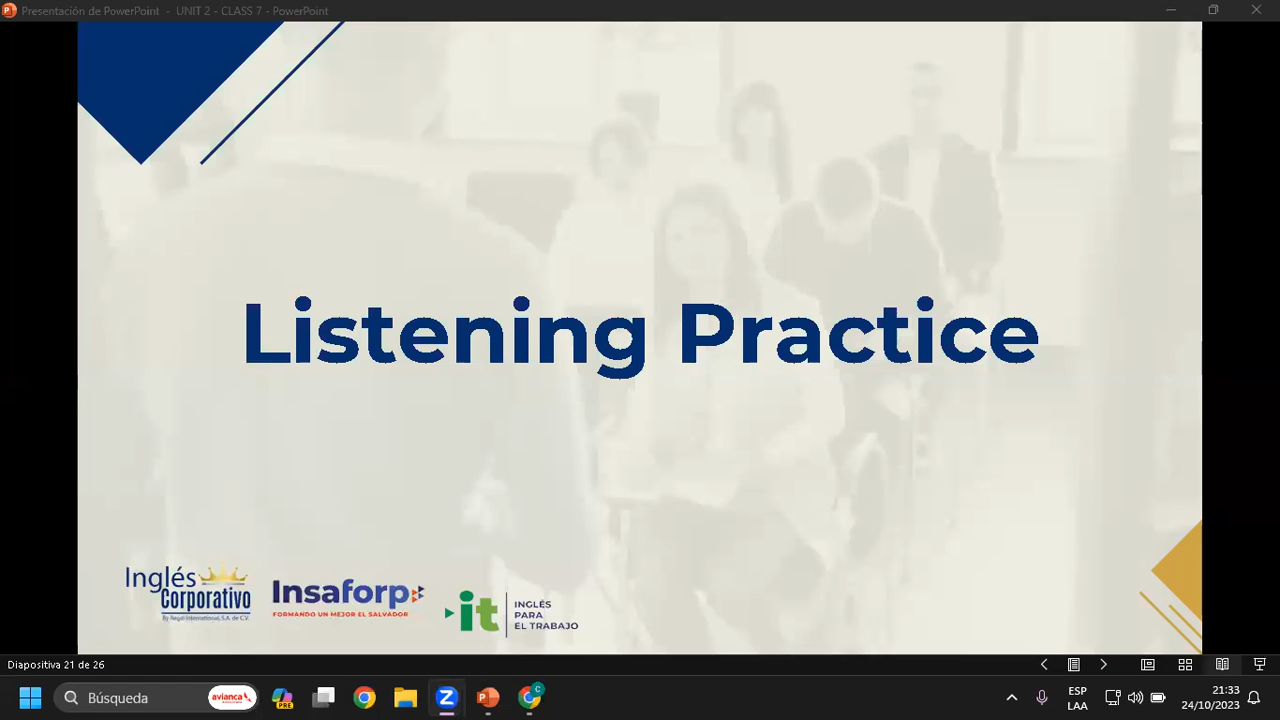 Presentación de PowerPoint - UNIT 2 - CLASS 7 - PowerPoint
Listening Practice
Inglés
Corporativo
By Regal International, S.A. de C.V.
Insaforp
FORMANDO UN MEJOR EL SALVADOR
it
INGLÉS
PARA
EL TRABAJO
Diapositiva 21 de 26
Búsqueda
avianca
PRE
C
ESP
LAA
21:33
24/10/2023